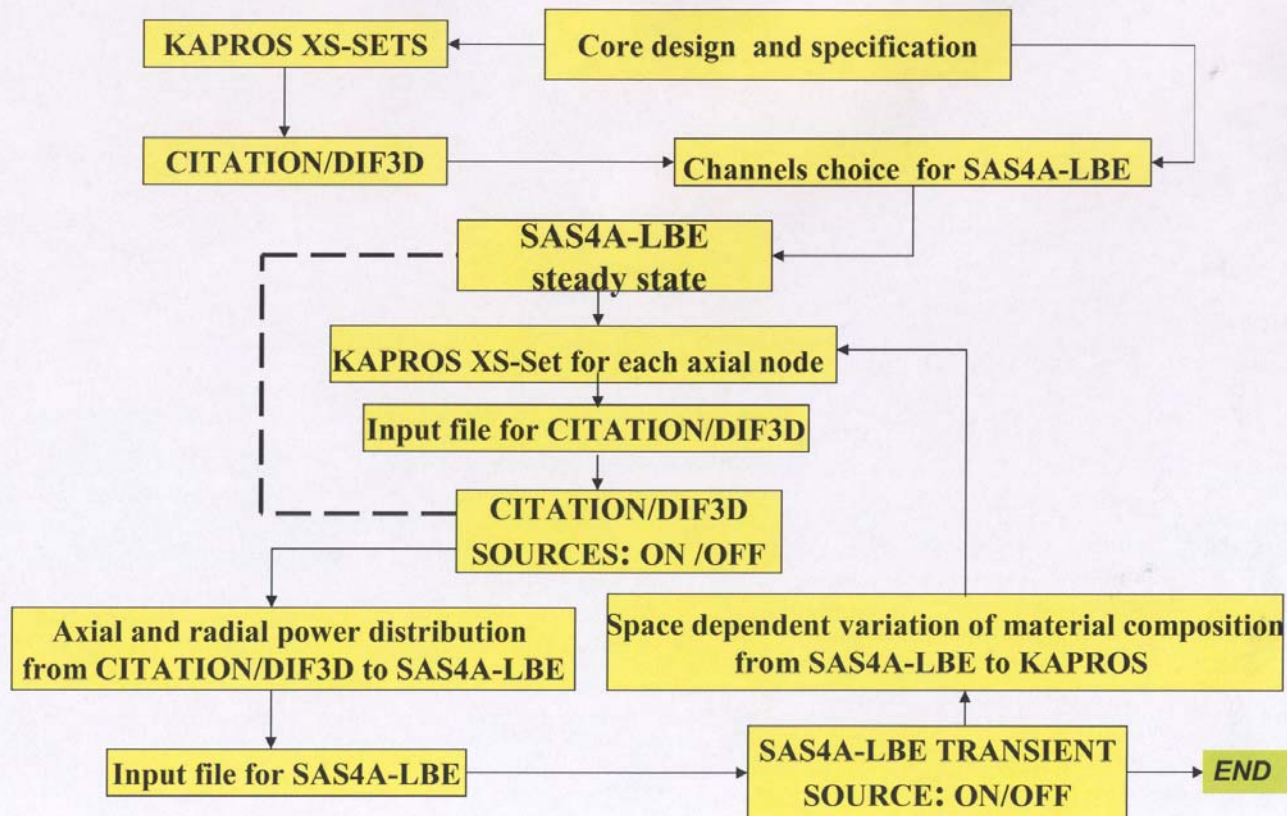 KAPROS XS-SETS
Core design and specification
CITATION/DIF3D
Channels choice for SAS4A-LBE
SAS4A-LBE
steady state
KAPROS XS-Set for each axial node
Input file for CITATION/DIF3D
CITATION/DIF3D
SOURCES: ON /OFF
Axial and radial power distribution
from CITATION/DIF3D to SAS4A-LBE
Space dependent variation of material composition
from SAS4A-LBE to KAPROS
Input file for SAS4A-LBE
SAS4A-LBE TRANSIENT
SOURCE: ON/OFF
END